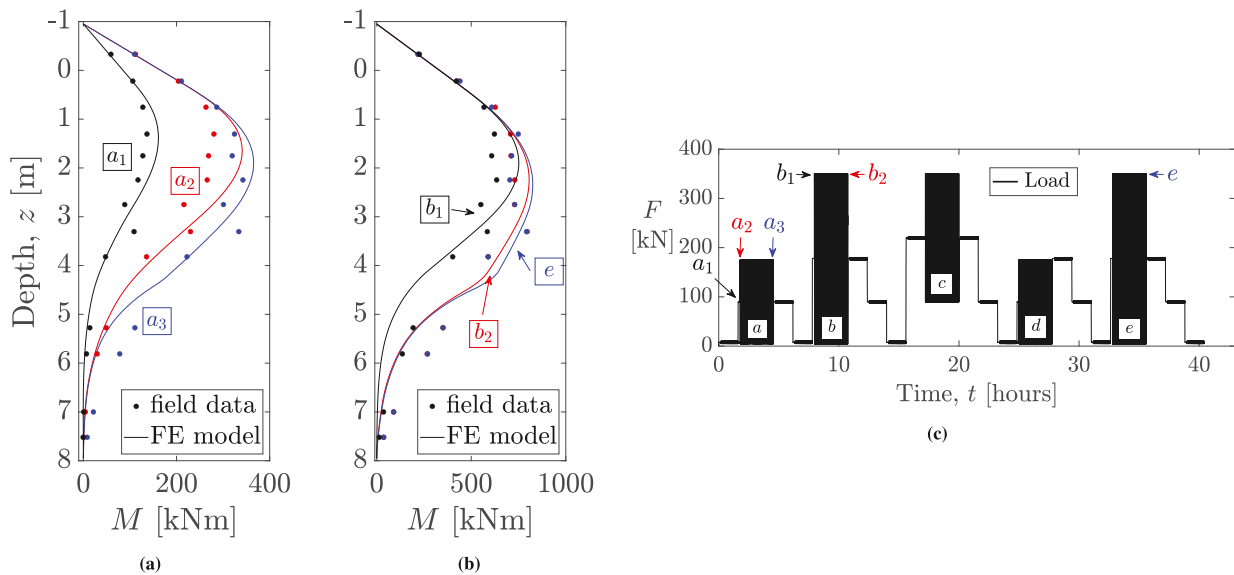 -1
0
1
2
3
4
5
6
7
8
Depth, z [m]
a₁
a₂
a₃
field data
FE model
0
200
400
M [kNm]
(a)
-1
0
1
2
3
4
5
6
7
8
b₁
e
b₂
field data
FE model
0
500
1000
M [kNm]
(b)
400
300
200
100
0
F
[kN]
b₁
b₂
Load
e
a₂
a₃
a₁
a
b
c
d
e
0
10
20
30
40
Time, t [hours]
(c)